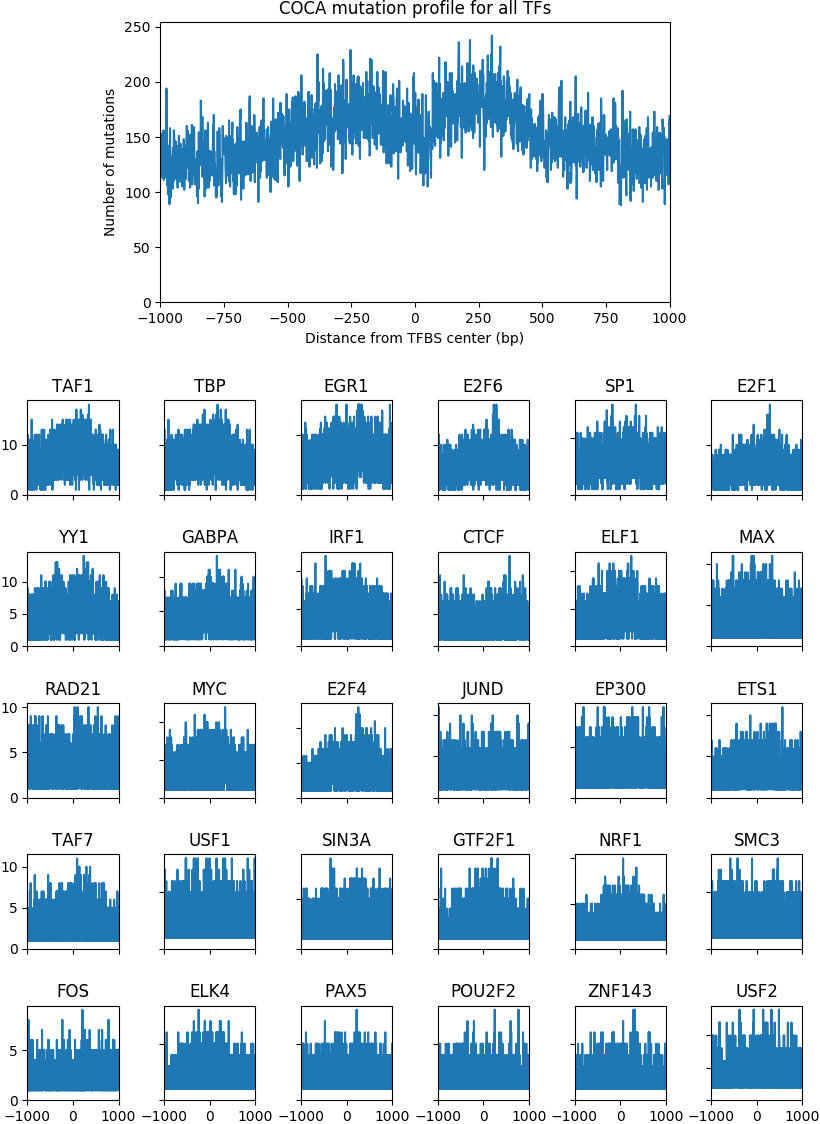 COCA mutation profile for all TFs
250
200
150
100
50
0
Number of mutations
−1000 −750 −500 −250 0 250 500 750 1000
Distance from TFBS center (bp)
TAF1 TBP EGR1 E2F6 SP1 E2F1
10
0
YY1 GABPA IRF1 CTCF ELF1 MAX
10
5
0
RAD21 MYC E2F4 JUND EP300 ETS1
10
5
0
TAF7 USF1 SIN3A GTF2F1 NRF1 SMC3
10
5
0
FOS ELK4 PAX5 POU2F2 ZNF143 USF2
5
0
−1000 0 1000 −1000 0 1000 −1000 0 1000 −1000 0 1000 −1000 0 1000 −1000 0 1000